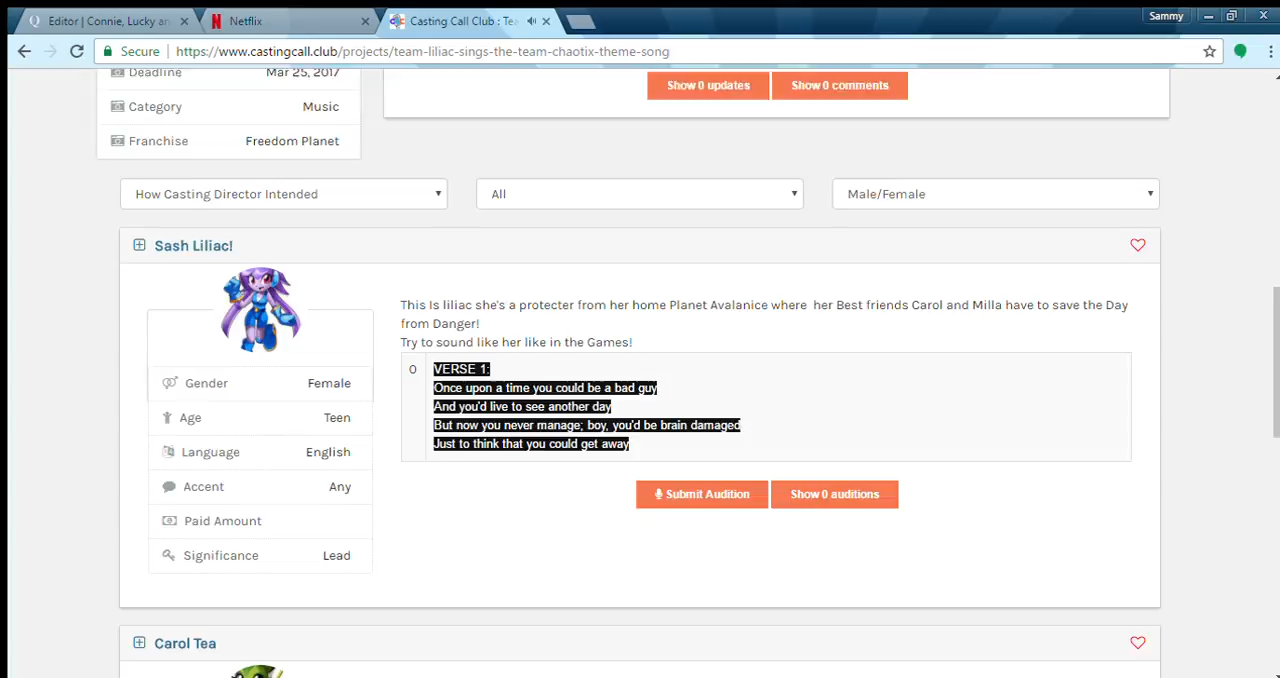 Editor | Connie, Lucky an
Netflix
Casting Call Club : Tea
Sammy
Secure
https://www.castingcall.club/projects/team-liliac-sings-the-team-chaotix-theme-song
Deadline Mar 25, 2017
Category Music
Franchise Freedom Planet
Show 0 updates Show 0 comments
How Casting Director Intended All Male/Female
Sash Liliac!
This Is liliac she's a protecter from her home Planet Avalanice where her Best friends Carol and Milla have to save the Day
from Danger!
Try to sound like her like in the Games!
0 VERSE 1:
Once upon a time you could be a bad guy
And you'd live to see another day
But now you never manage; boy, you'd be brain damaged
Just to think that you could get away
Gender Female
Age Teen
Language English
Accent Any
Paid Amount
Significance Lead
Submit Audition Show 0 auditions
Carol Tea